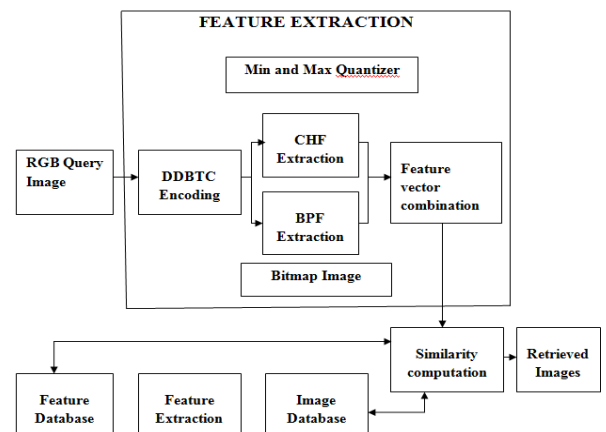 FEATURE EXTRACTION
Min and Max Quantizer
RGB Query
Image
DDBTC
Encoding
CHF
Extraction
BPF
Extraction
Feature
vector
combination
Bitmap Image
Similarity
computation
Retrieved
Images
Feature
Database
Feature
Extraction
Image
Database